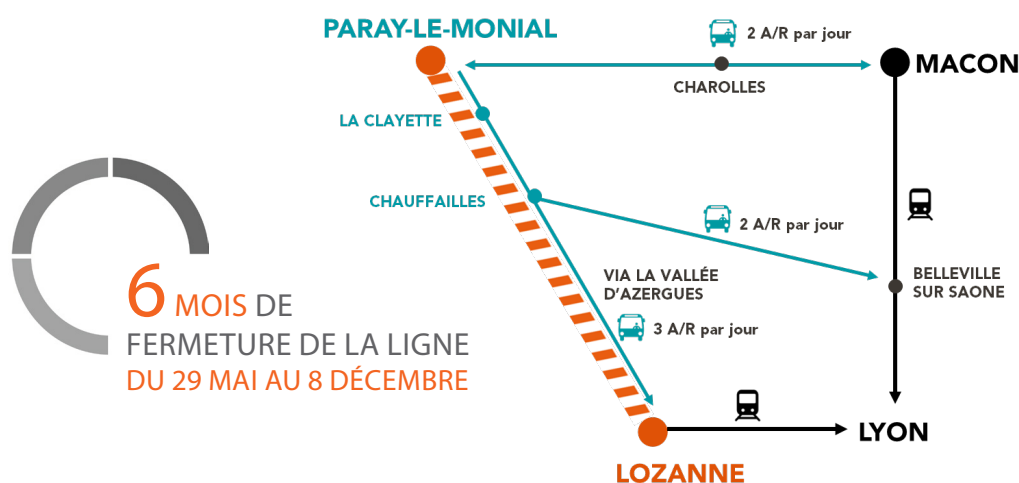 PARAY-LE-MONIAL
2 A/R par jour
MACON
CHAROLLES
LA CLAYETTE
CHAUFFAILLES
2 A/R par jour
VIA LA VALLÉE
D'AZERGUES
BELLEVILLE
SUR SAONE
3 A/R par jour
LYON
LOZANNE
6 MOIS DE
FERMETURE DE LA LIGNE
DU 29 MAI AU 8 DÉCEMBRE